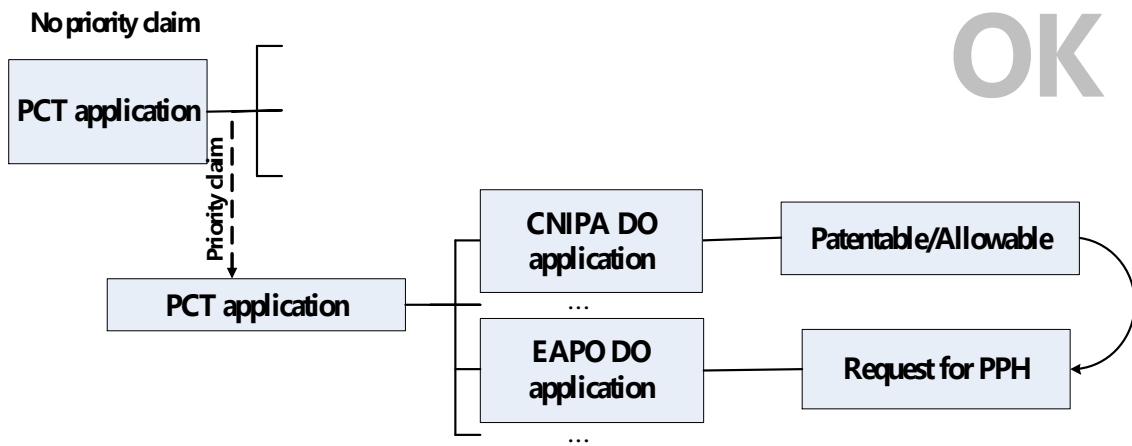 No priority claim
OK
PCT application
Priority claim
CNIPA DO
application
Patentable/Allowable
PCT application
...
EAPO DO
application
Request for PPH
...